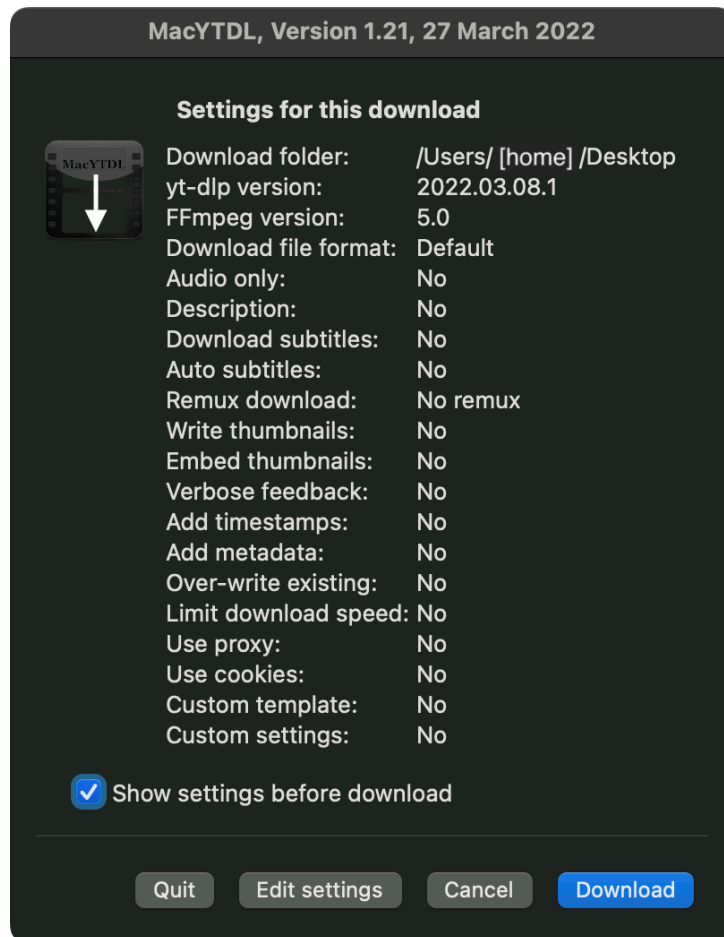 MacYTDL, Version 1.21, 27 March 2022
Settings for this download
MacYTDL
Download folder: /Users/ [home] /Desktop
yt-dlp version: 2022.03.08.1
FFmpeg version: 5.0
Download file format: Default
Audio only: No
Description: No
Download subtitles: No
Auto subtitles: No
Remux download: No remux
Write thumbnails: No
Embed thumbnails: No
Verbose feedback: No
Add timestamps: No
Add metadata: No
Over-write existing: No
Limit download speed: No
Use proxy: No
Use cookies: No
Custom template: No
Custom settings: No
Show settings before download
Quit Edit settings Cancel Download